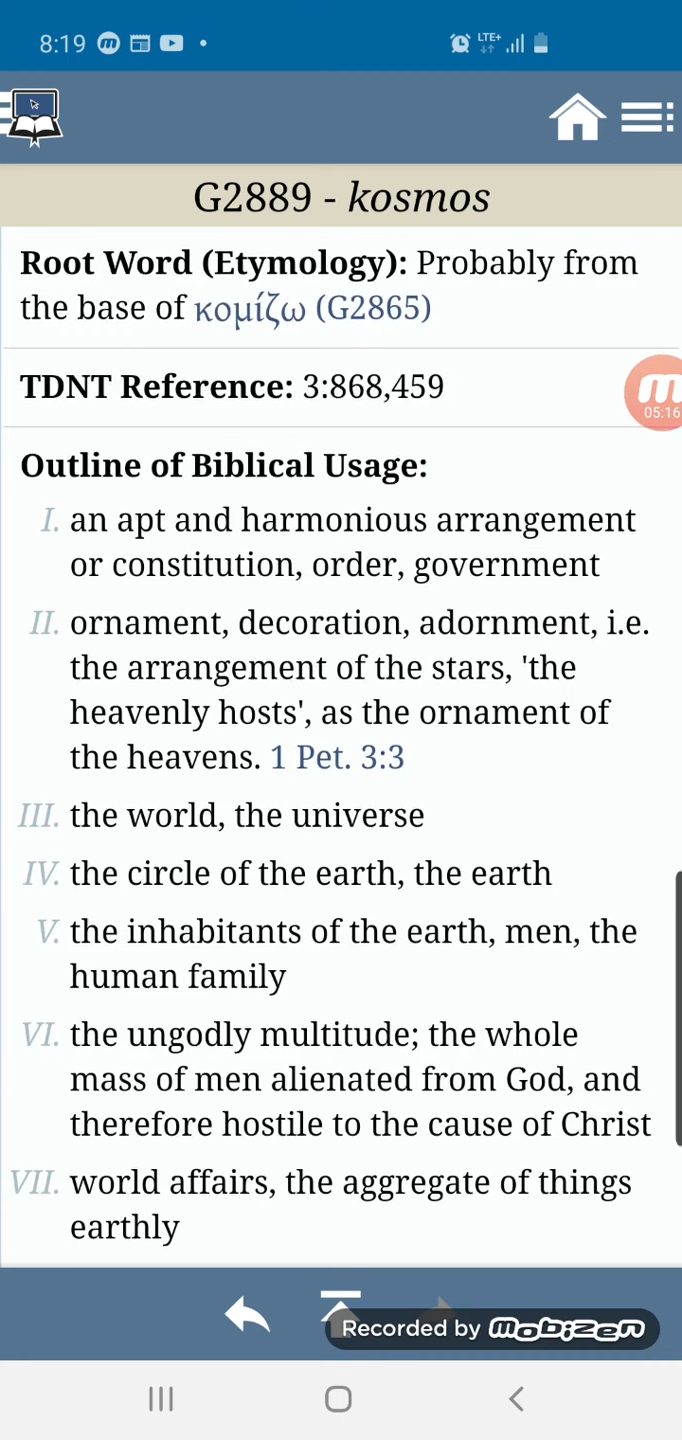 8:19
LTE+
G2889 - kosmos
Root Word (Etymology): Probably from
the base of κομίζω (G2865)
TDNT Reference: 3:868,459
05:16
Outline of Biblical Usage:
I. an apt and harmonious arrangement
or constitution, order, government
II. ornament, decoration, adornment, i.e.
the arrangement of the stars, 'the
heavenly hosts', as the ornament of
the heavens. 1 Pet. 3:3
III. the world, the universe
IV. the circle of the earth, the earth
V. the inhabitants of the earth, men, the
human family
VI. the ungodly multitude; the whole
mass of men alienated from God, and
therefore hostile to the cause of Christ
VII. world affairs, the aggregate of things
earthly
Recorded by mobizen